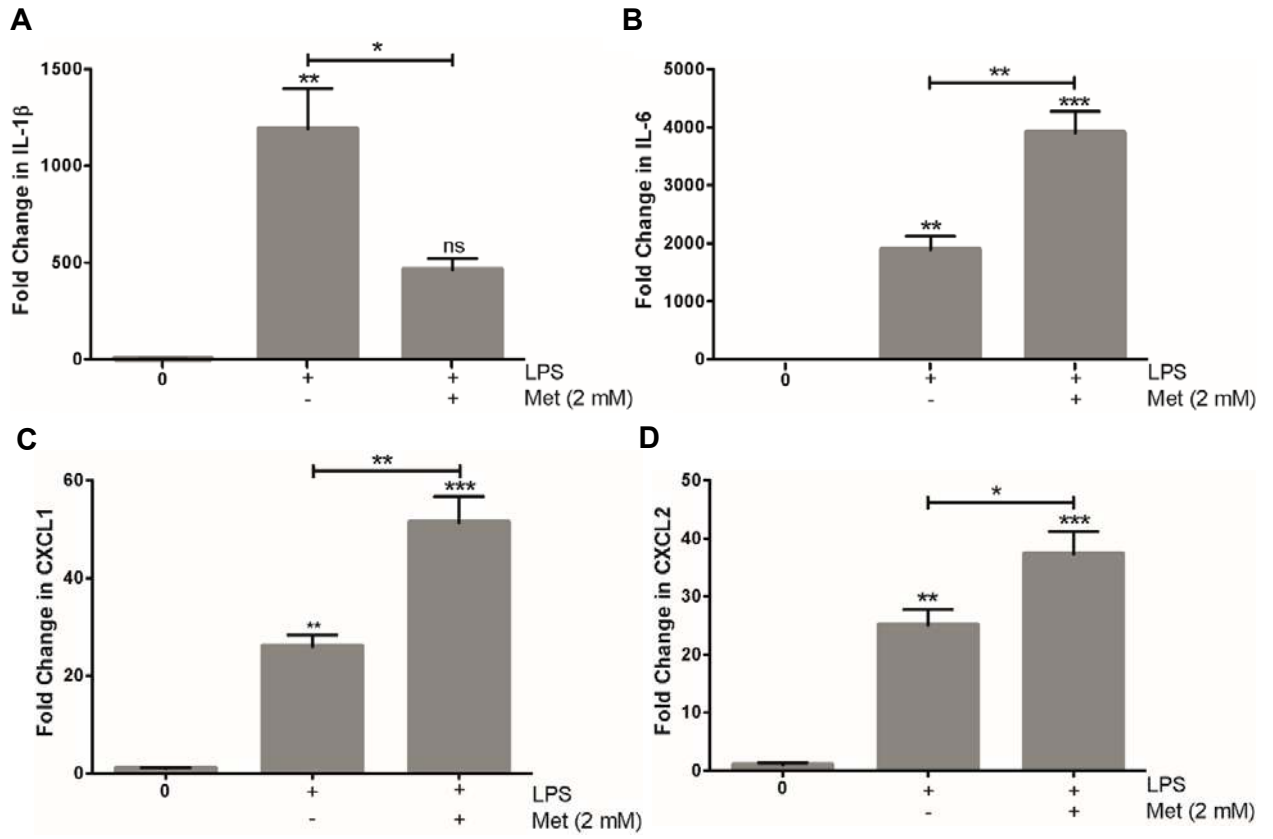 A
*
1500
**
1000
ns
500
0
Fold Change in IL-1β
0 + + LPS
- + Met (2 mM)
B
**
5000
***
4000
3000
**
2000
1000
0
Fold Change in IL-6
0 + + LPS
- + Met (2 mM)
C
**
60
***
40
**
20
0
Fold Change in CXCL1
0 + + LPS
- + Met (2 mM)
D
50
*
***
40
**
30
20
10
0
Fold Change in CXCL2
0 + + LPS
- + Met (2 mM)